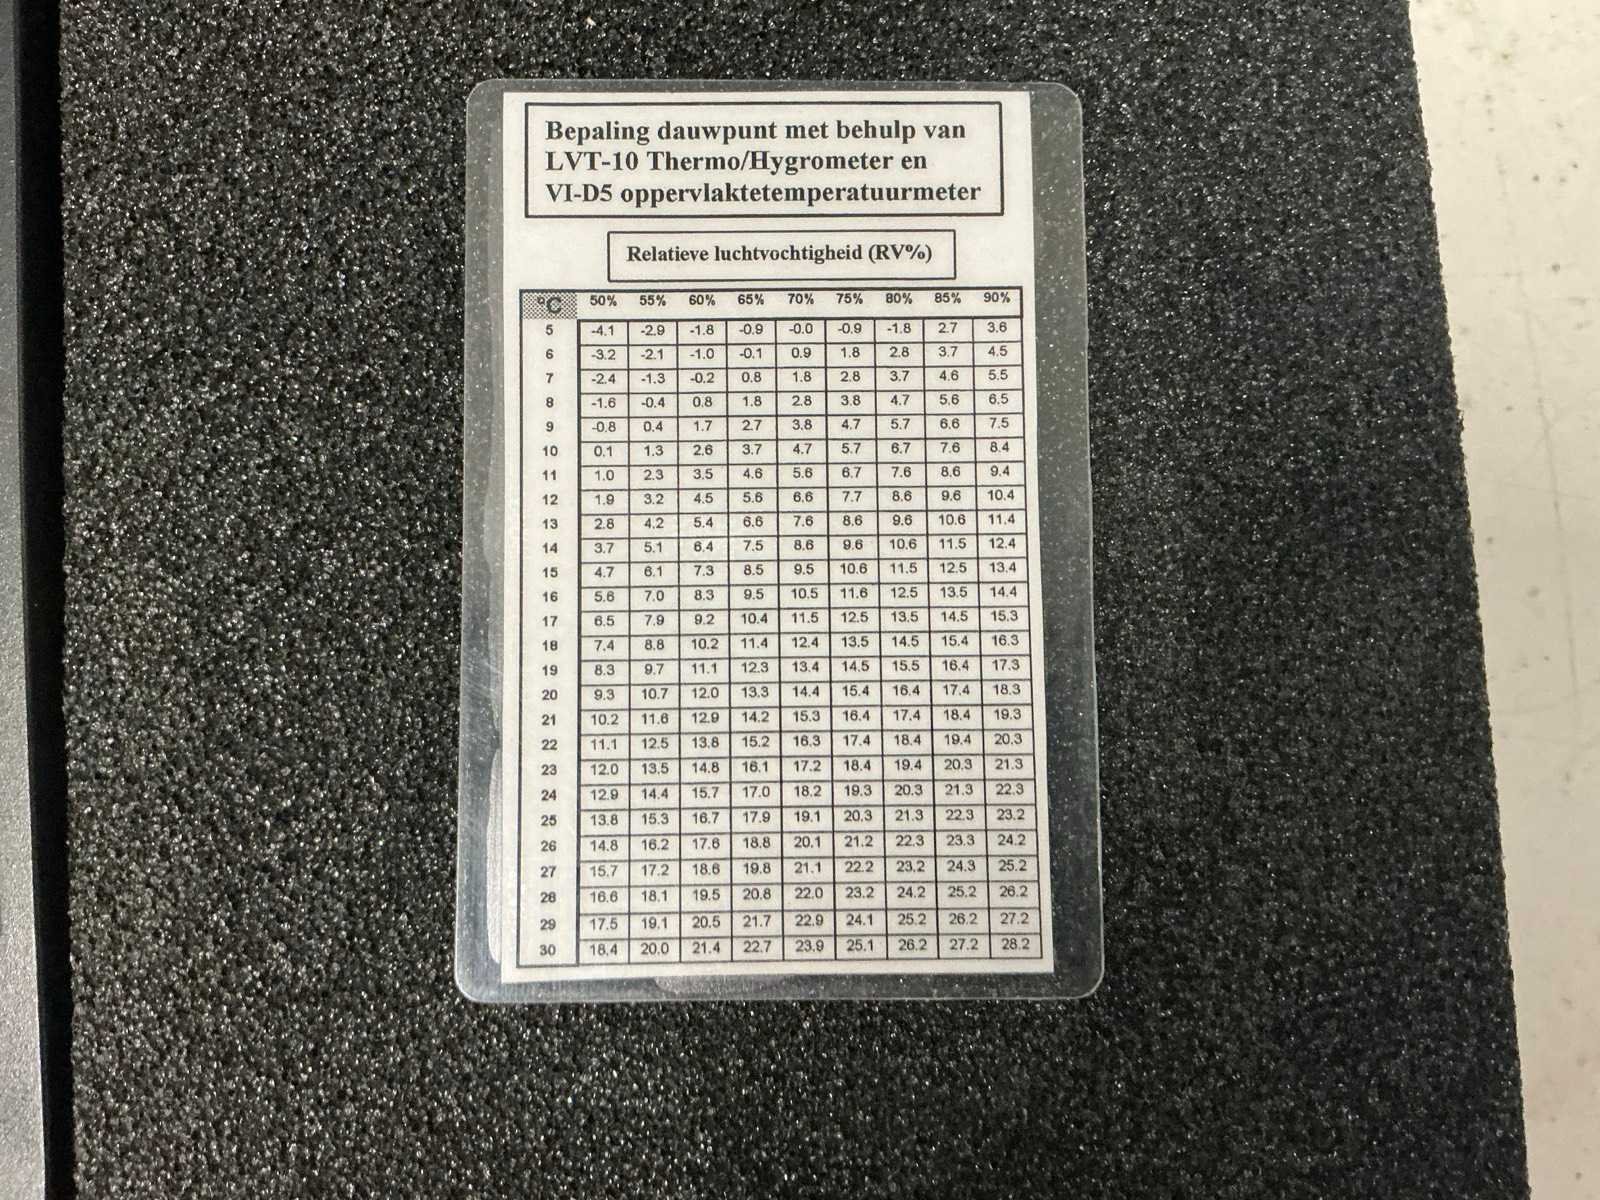 Bepaling dauwpunt met behulp van
LVT-10 Thermo/Hygrometer en
VI-D5 oppervlaktetemperatuurmeter
Relatieve luchtvochtigheid (RV%)
°C 50% 55% 60% 65% 70% 75% 80% 85% 90%
5 -4.1 -2.9 -1.8 -0.9 -0.0 -0.9 -1.8 2.7 3.6
6 -3.2 -2.1 -1.0 -0.1 0.9 1.8 2.8 3.7 4.5
7 -2.4 -1.3 -0.2 0.8 1.8 2.8 3.7 4.6 5.5
8 -1.6 -0.4 0.8 1.8 2.8 3.8 4.7 5.6 6.5
9 -0.8 0.4 1.7 2.7 3.8 4.7 5.7 6.6 7.5
10 0.1 1.3 2.6 3.7 4.7 5.7 6.7 7.6 8.4
11 1.0 2.3 3.5 4.6 5.6 6.7 7.6 8.6 9.4
12 1.9 3.2 4.5 5.6 6.6 7.7 8.6 9.6 10.4
13 2.8 4.2 5.4 6.6 7.6 8.6 9.6 10.6 11.4
14 3.7 5.1 6.4 7.5 8.6 9.6 10.6 11.5 12.4
15 4.7 6.1 7.3 8.5 9.5 10.6 11.5 12.5 13.4
16 5.6 7.0 8.3 9.5 10.5 11.6 12.5 13.5 14.4
17 6.5 7.9 9.2 10.4 11.5 12.5 13.5 14.5 15.3
18 7.4 8.8 10.2 11.4 12.4 13.5 14.5 15.4 16.3
19 8.3 9.7 11.1 12.3 13.4 14.5 15.5 16.4 17.3
20 9.3 10.7 12.0 13.3 14.4 15.4 16.4 17.4 18.3
21 10.2 11.6 12.9 14.2 15.3 16.4 17.4 18.4 19.3
22 11.1 12.5 13.8 15.2 16.3 17.4 18.4 19.4 20.3
23 12.0 13.5 14.8 16.1 17.2 18.4 19.4 20.3 21.3
24 12.9 14.4 15.7 17.0 18.2 19.3 20.3 21.3 22.3
25 13.8 15.3 16.7 17.9 19.1 20.3 21.3 22.3 23.2
26 14.8 16.2 17.6 18.8 20.1 21.2 22.3 23.3 24.2
27 15.7 17.2 18.6 19.8 21.1 22.2 23.2 24.3 25.2
28 16.6 18.1 19.5 20.8 22.0 23.2 24.2 25.2 26.2
29 17.5 19.1 20.5 21.7 22.9 24.1 25.2 26.2 27.2
30 18.4 20.0 21.4 22.7 23.9 25.1 26.2 27.2 28.2